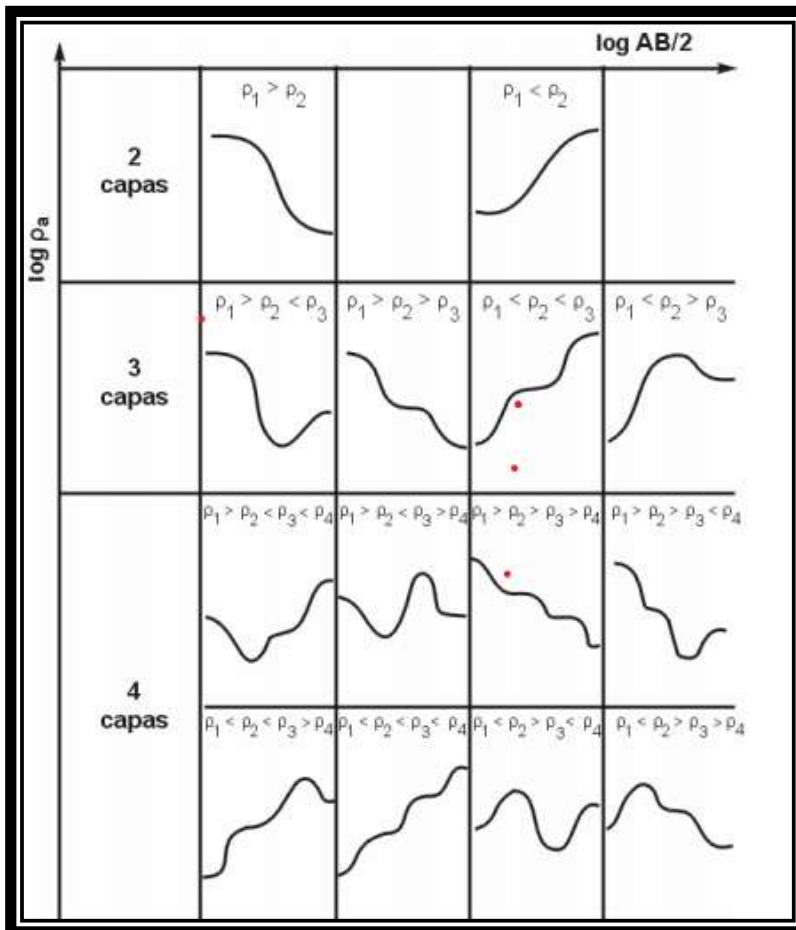 log AB/2
log ρa
2
capas
ρ1 > ρ2
ρ1 < ρ2
3
capas
ρ1 > ρ2 < ρ3
ρ1 > ρ2 > ρ3
ρ1 < ρ2 < ρ3
ρ1 < ρ2 > ρ3
4
capas
ρ1 > ρ2 < ρ3 < ρ4
ρ1 > ρ2 < ρ3 > ρ4
ρ1 > ρ2 > ρ3 > ρ4
ρ1 > ρ2 > ρ3 < ρ4
ρ1 < ρ2 < ρ3 > ρ4
ρ1 < ρ2 < ρ3 < ρ4
ρ1 < ρ2 > ρ3 < ρ4
ρ1 < ρ2 > ρ3 > ρ4